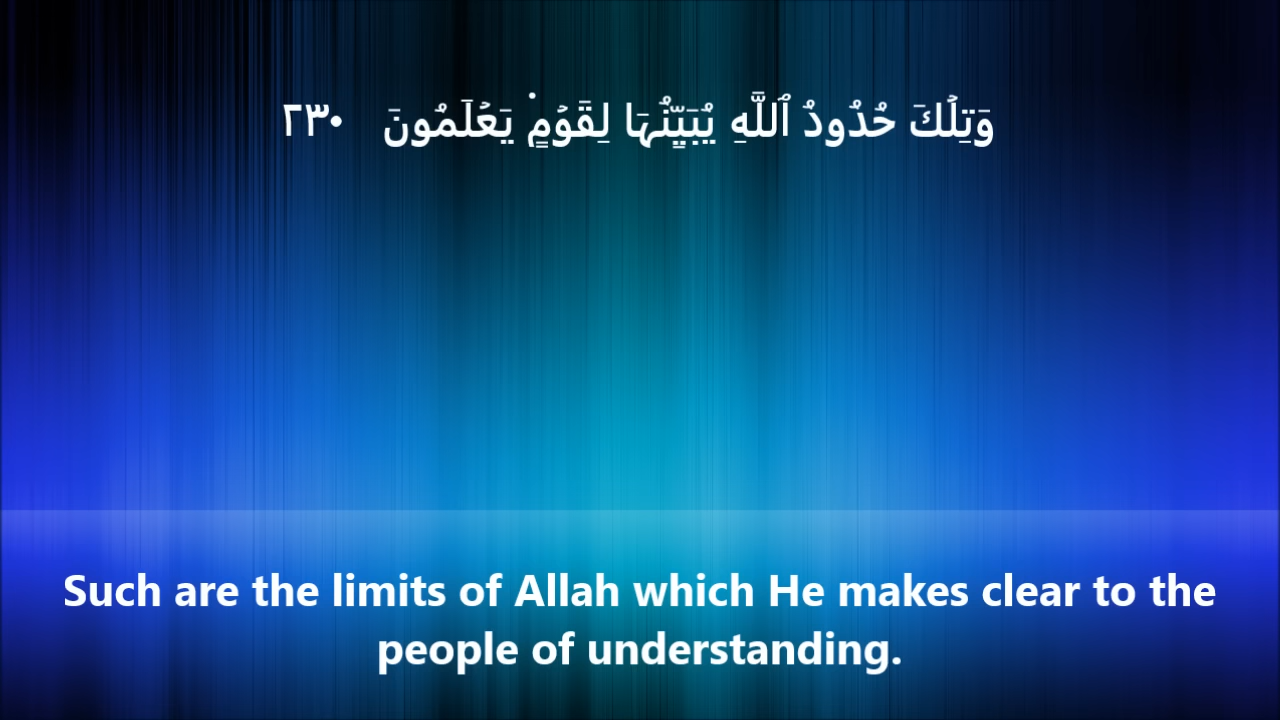 وَتِلۡكَ حُدُودُ ٱللَّهِ يُبَيِّنُهَا لِقَوۡمٖ يَعۡلَمُونَ ٢٣٠
Such are the limits of Allah which He makes clear to the
people of understanding.